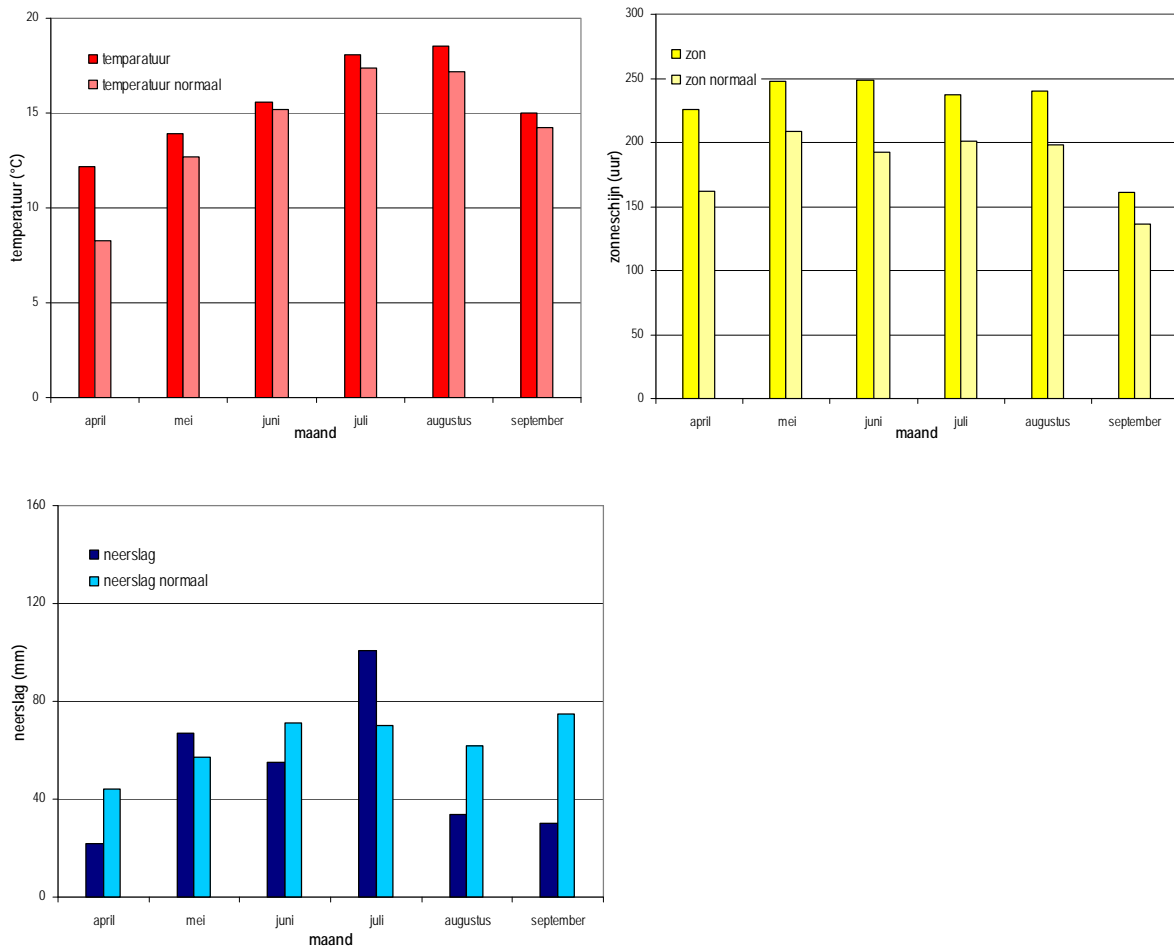 20
15
10
5
0
temperatuur (°C)
temparatuur
temperatuur normaal
april mei juni juli augustus september
maand
300
250
200
150
100
50
0
zonneschijn (uur)
zon
zon normaal
april mei juni juli augustus september
maand
160
120
80
40
0
neerslag (mm)
neerslag
neerslag normaal
april mei juni juli augustus september
maand